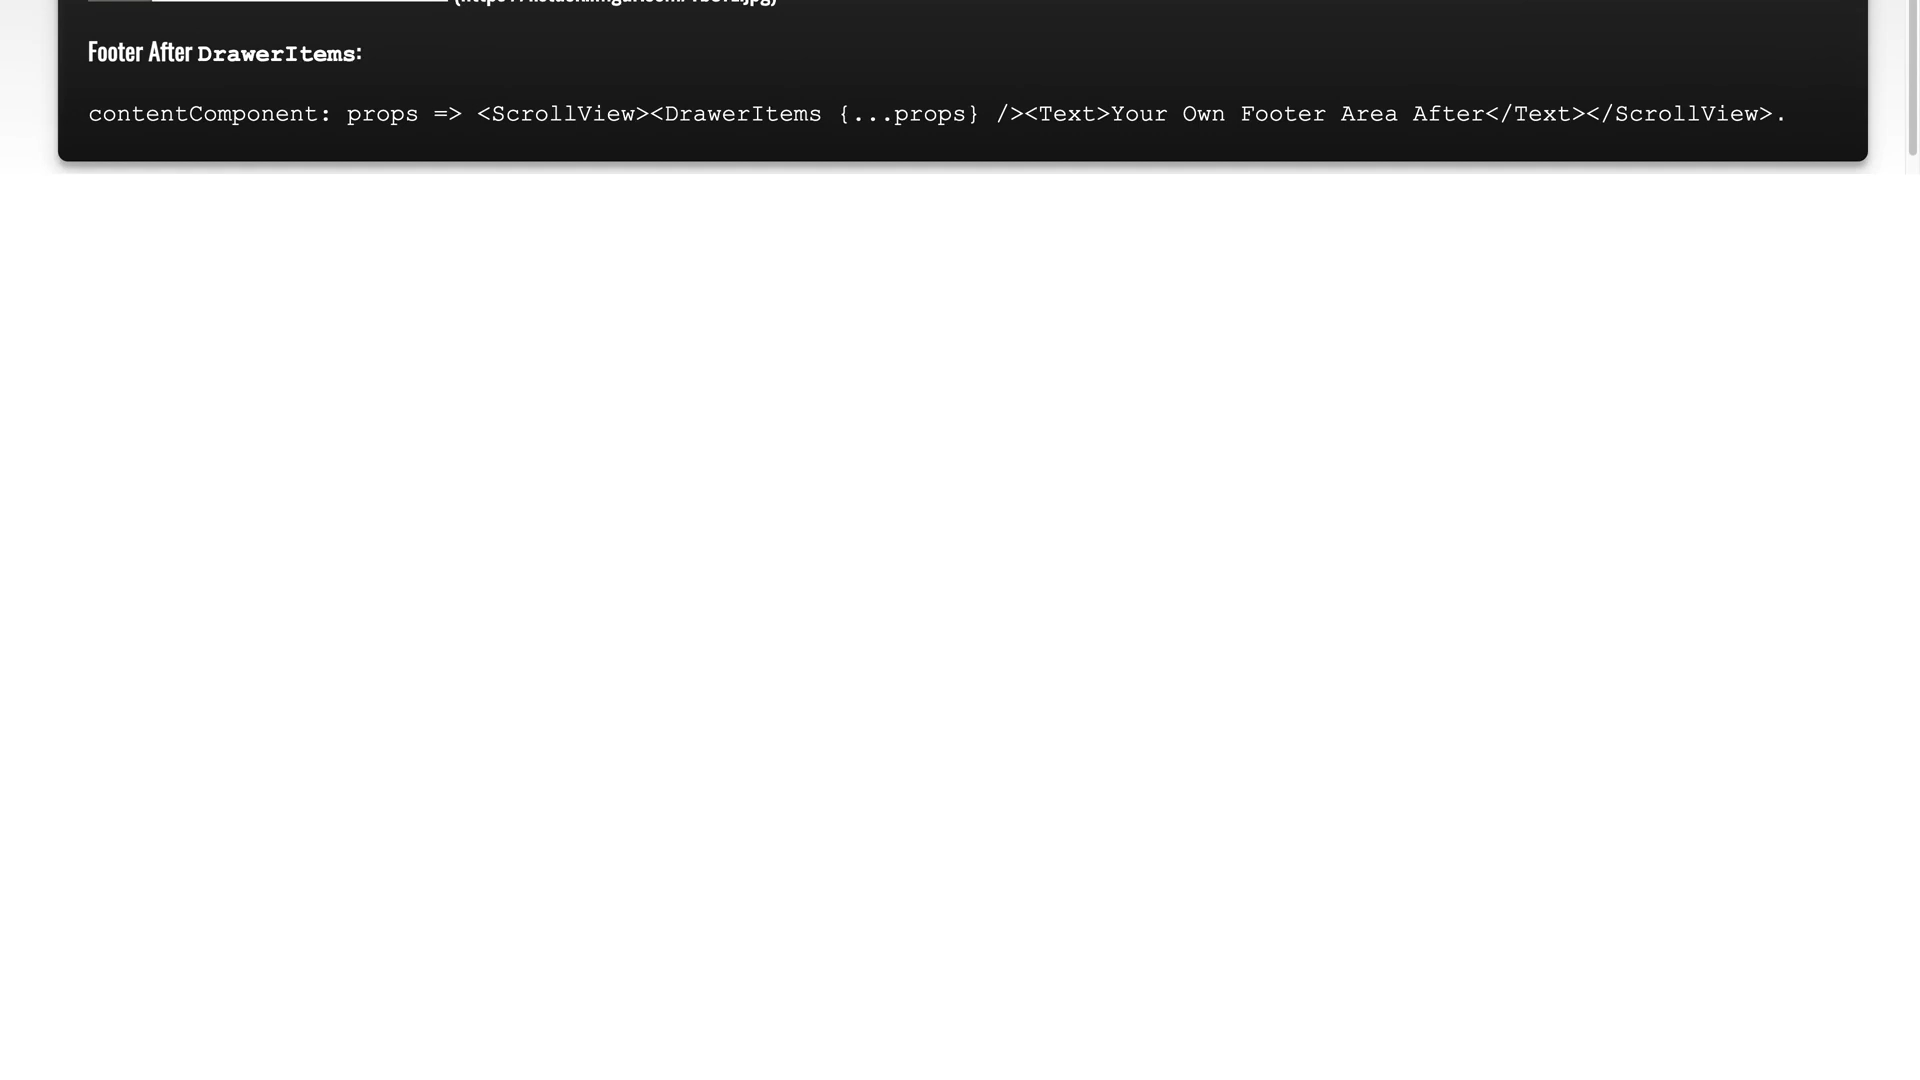 Footer After DrawerItems:
contentComponent: props => <ScrollView><DrawerItems {...props} /><Text>Your Own Footer Area After</Text></ScrollView>.